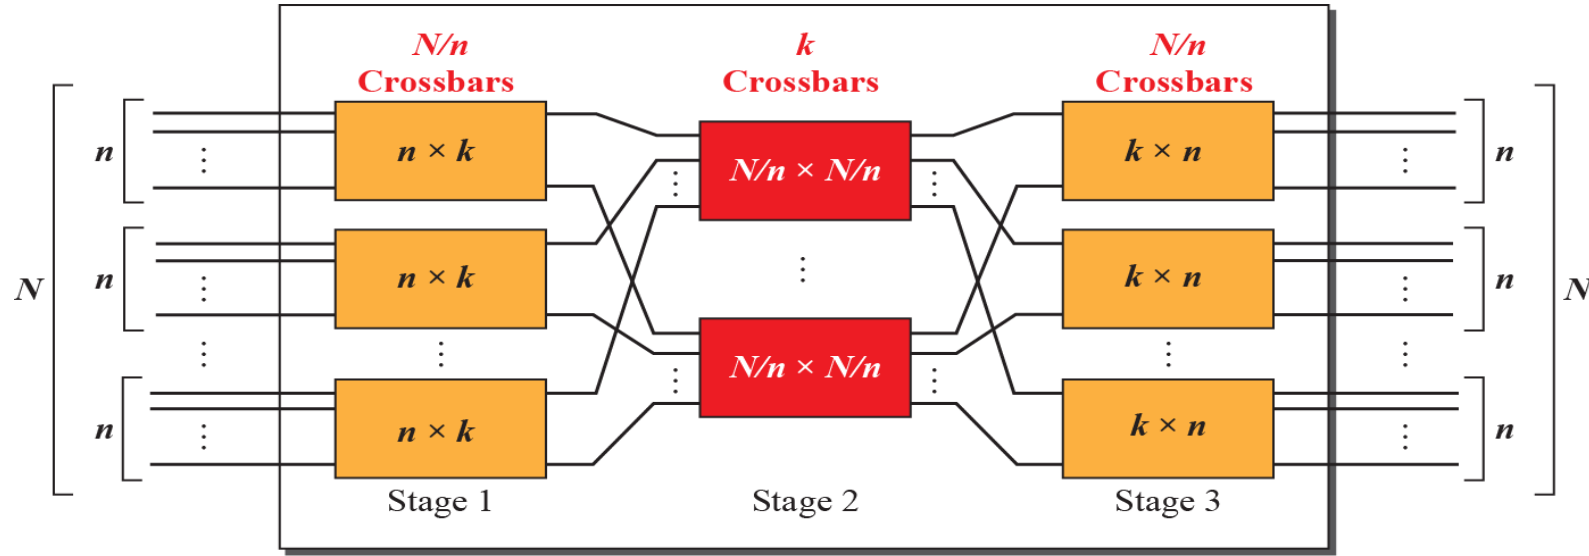 N/n
Crossbars
k
Crossbars
N/n
Crossbars
N
n
n × k
N/n × N/n
k × n
n
N
n
n × k
k × n
n
n
n × k
N/n × N/n
k × n
n
Stage 1
Stage 2
Stage 3